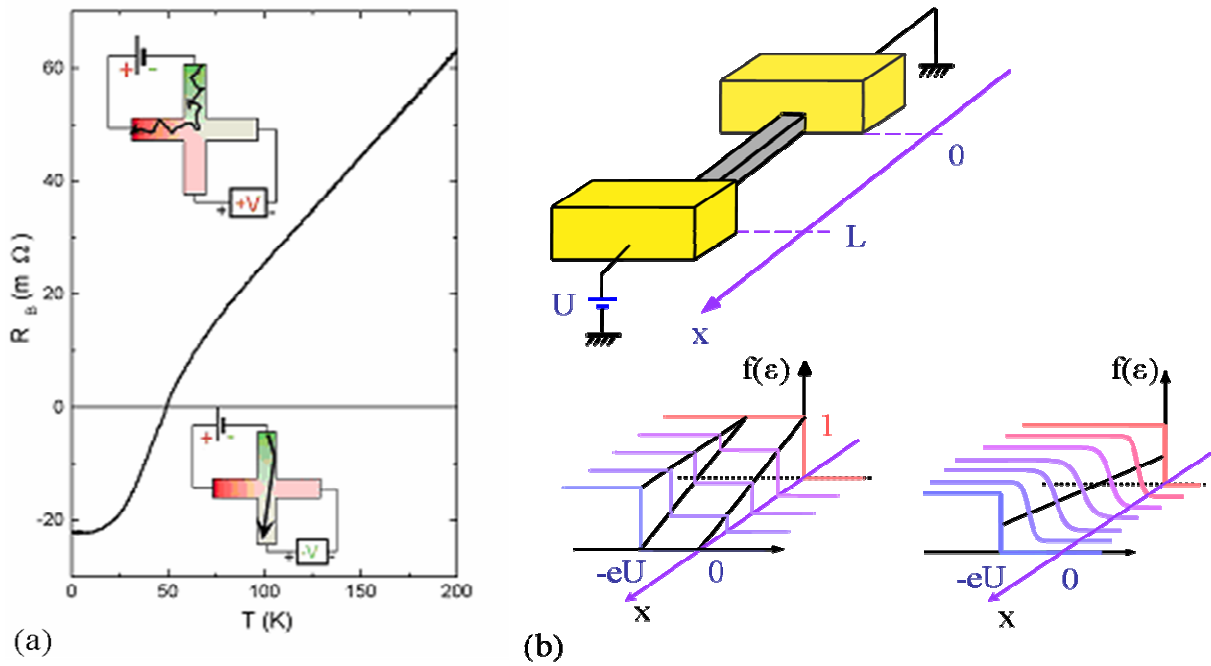 60
40
20
0
-20
R B (m Ω)
0
50
100
150
200
T (K)
+ -
+V
+ -
+ -
-V
+ -
(a)
0
L
U
x
f(ε)
1
-eU
0
x
f(ε)
-eU
0
x
(b)